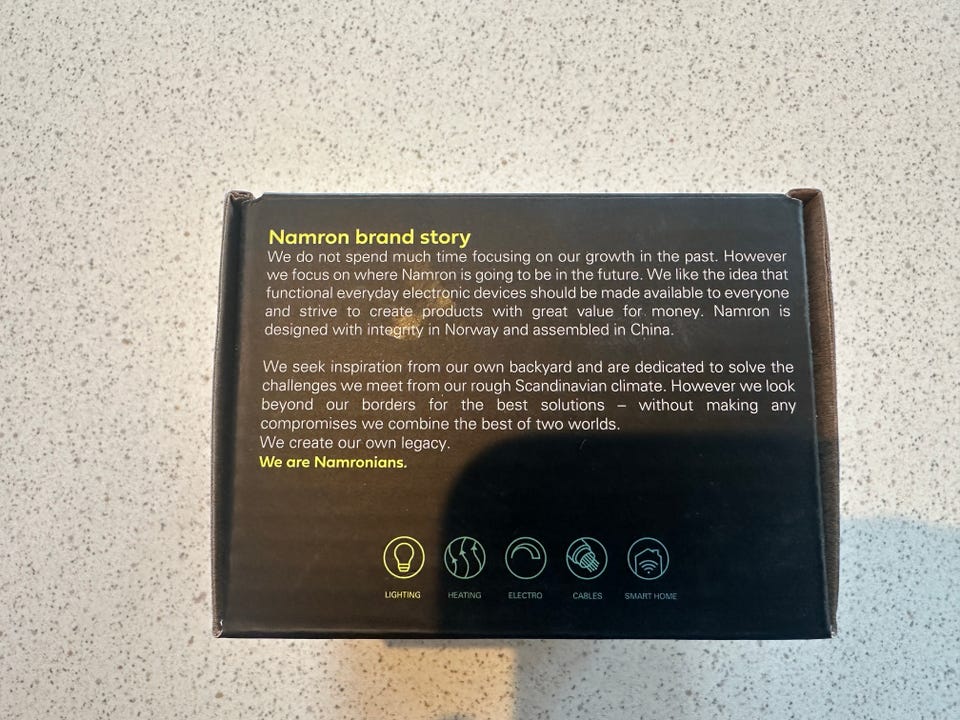 Namron brand story
We do not spend much time focusing on our growth in the past. However
we focus on where Namron is going to be in the future. We like the idea that
functional everyday electronic devices should be made available to everyone
and strive to create products with great value for money. Namron is
designed with integrity in Norway and assembled in China.
We seek inspiration from our own backyard and are dedicated to solve the
challenges we meet from our rough Scandinavian climate. However we look
beyond our borders for the best solutions – without making any
compromises we combine the best of two worlds.
We create our own legacy.
We are Namronians.
LIGHTING HEATING ELECTRO CABLES SMART HOME